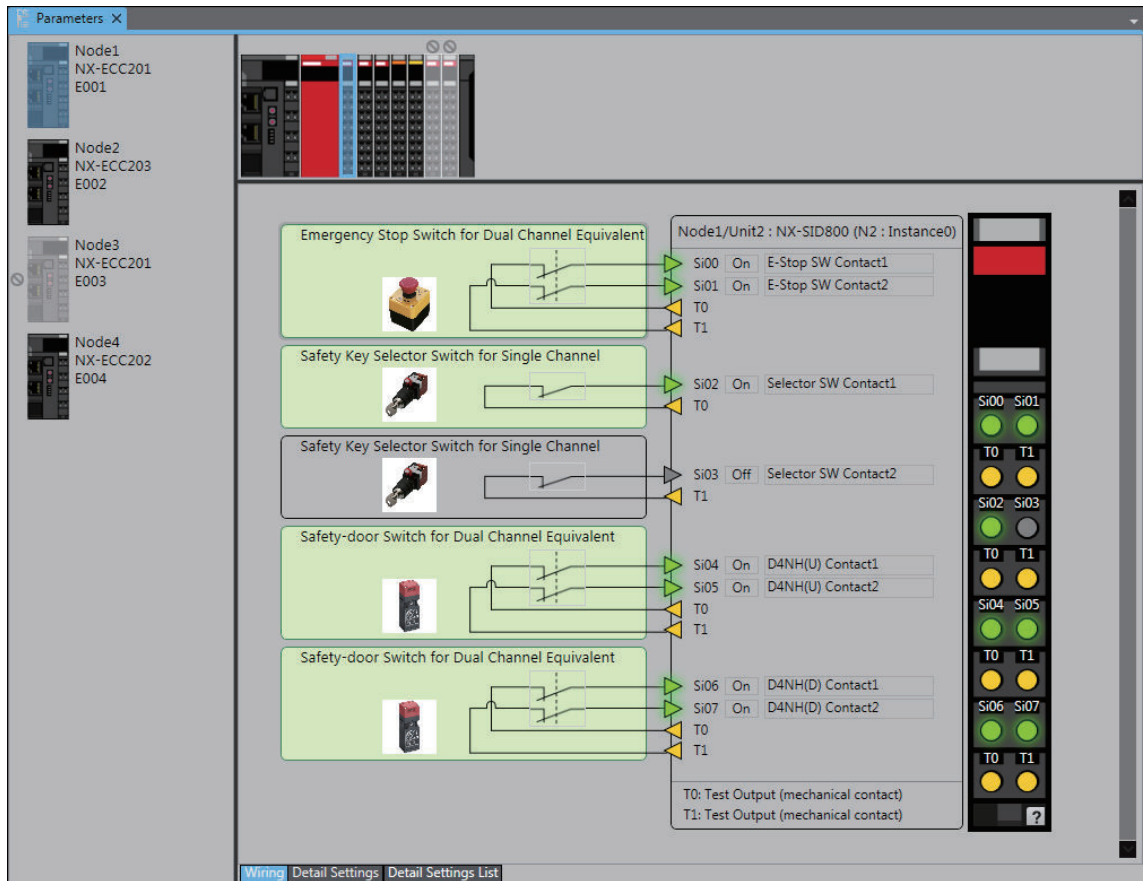 Parameters X
Node1
NX-ECC201
E001
Node2
NX-ECC203
E002
Node3
NX-ECC201
E003
Node4
NX-ECC202
E004
Emergency Stop Switch for Dual Channel Equivalent
Node1/Unit2 : NX-SID800 (N2 : Instance0)
Si00 On E-Stop SW Contact1
Si01 On E-Stop SW Contact2
T0
T1
Safety Key Selector Switch for Single Channel
Si02 On Selector SW Contact1
T0
Safety Key Selector Switch for Single Channel
Si03 Off Selector SW Contact2
T1
Safety-door Switch for Dual Channel Equivalent
Si04 On D4NH(U) Contact1
Si05 On D4NH(U) Contact2
T0
T1
Safety-door Switch for Dual Channel Equivalent
Si06 On D4NH(D) Contact1
Si07 On D4NH(D) Contact2
T0
T1
T0: Test Output (mechanical contact)
T1: Test Output (mechanical contact)
Si00 Si01
T0 T1
Si02 Si03
T0 T1
Si04 Si05
T0 T1
Si06 Si07
T0 T1
?
Wiring Detail Settings Detail Settings List